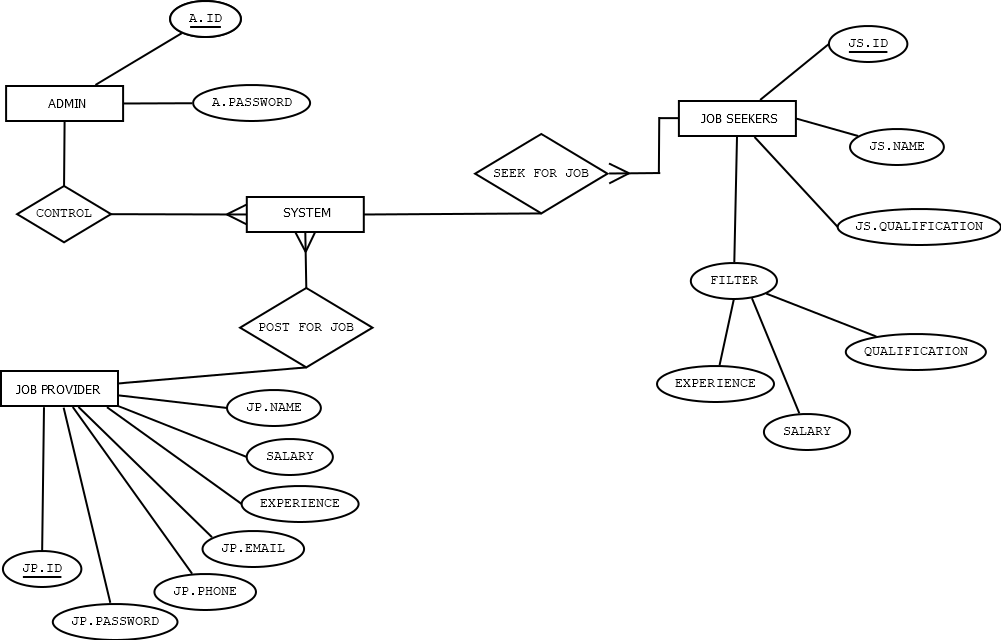 A.ID
JS.ID
ADMIN
A.PASSWORD
JOB SEEKERS
JS.NAME
SEEK FOR JOB
CONTROL
SYSTEM
JS.QUALIFICATION
FILTER
POST FOR JOB
QUALIFICATION
EXPERIENCE
JOB PROVIDER
JP.NAME
SALARY
SALARY
EXPERIENCE
JP.EMAIL
JP.ID
JP.PHONE
JP.PASSWORD